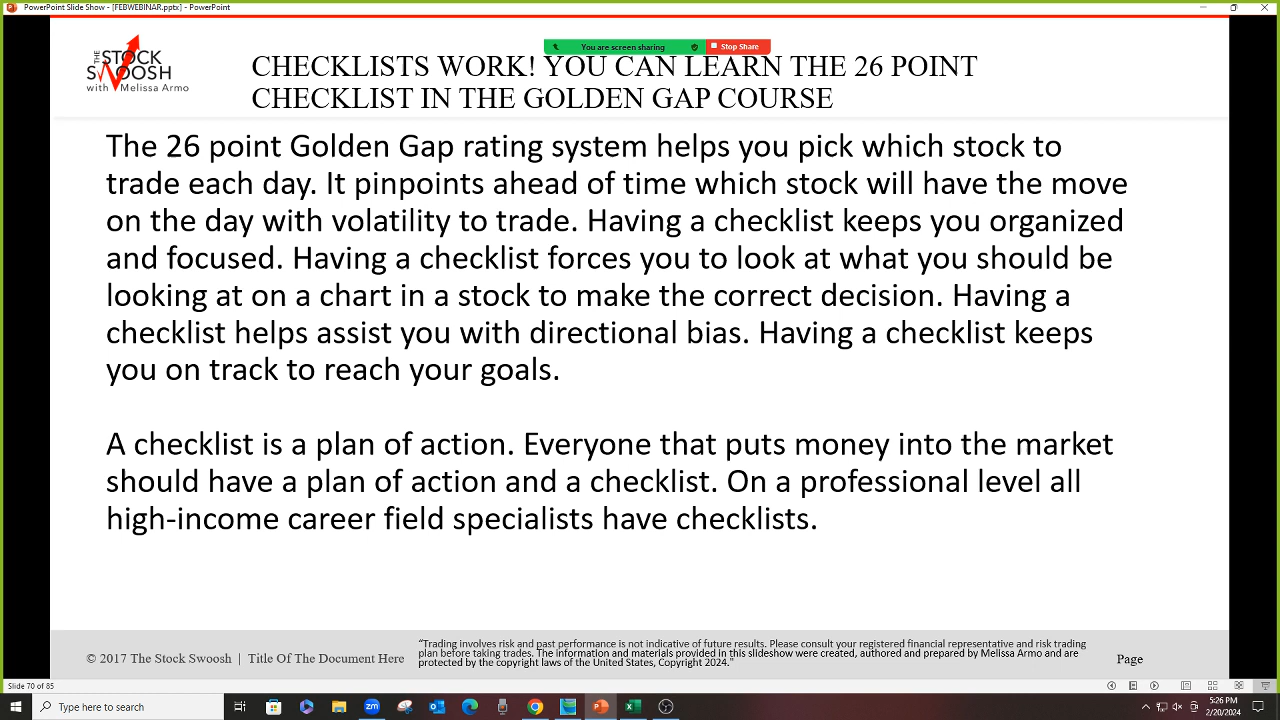 PowerPoint Slide Show - [FEBWEBINAR.pptx] - PowerPoint
You are screen sharing
Stop Share
THE STOCK
SWOOSH
with Melissa Armo
CHECKLISTS WORK! YOU CAN LEARN THE 26 POINT
CHECKLIST IN THE GOLDEN GAP COURSE
The 26 point Golden Gap rating system helps you pick which stock to
trade each day. It pinpoints ahead of time which stock will have the move
on the day with volatility to trade. Having a checklist keeps you organized
and focused. Having a checklist forces you to look at what you should be
looking at on a chart in a stock to make the correct decision. Having a
checklist helps assist you with directional bias. Having a checklist keeps
you on track to reach your goals.
A checklist is a plan of action. Everyone that puts money into the market
should have a plan of action and a checklist. On a professional level all
high-income career field specialists have checklists.
© 2017 The Stock Swoosh | Title Of The Document Here
"Trading involves risk and past performance is not indicative of future results. Please consult your registered financial representative and risk trading
plan before taking trades. The information and materials provided in this slideshow were created, authored and prepared by Melissa Armo and are
protected by the copyright laws of the United States, Copyright 2024."
Page
Slide 70 of 85
Type here to search
5:26 PM
2/20/2024